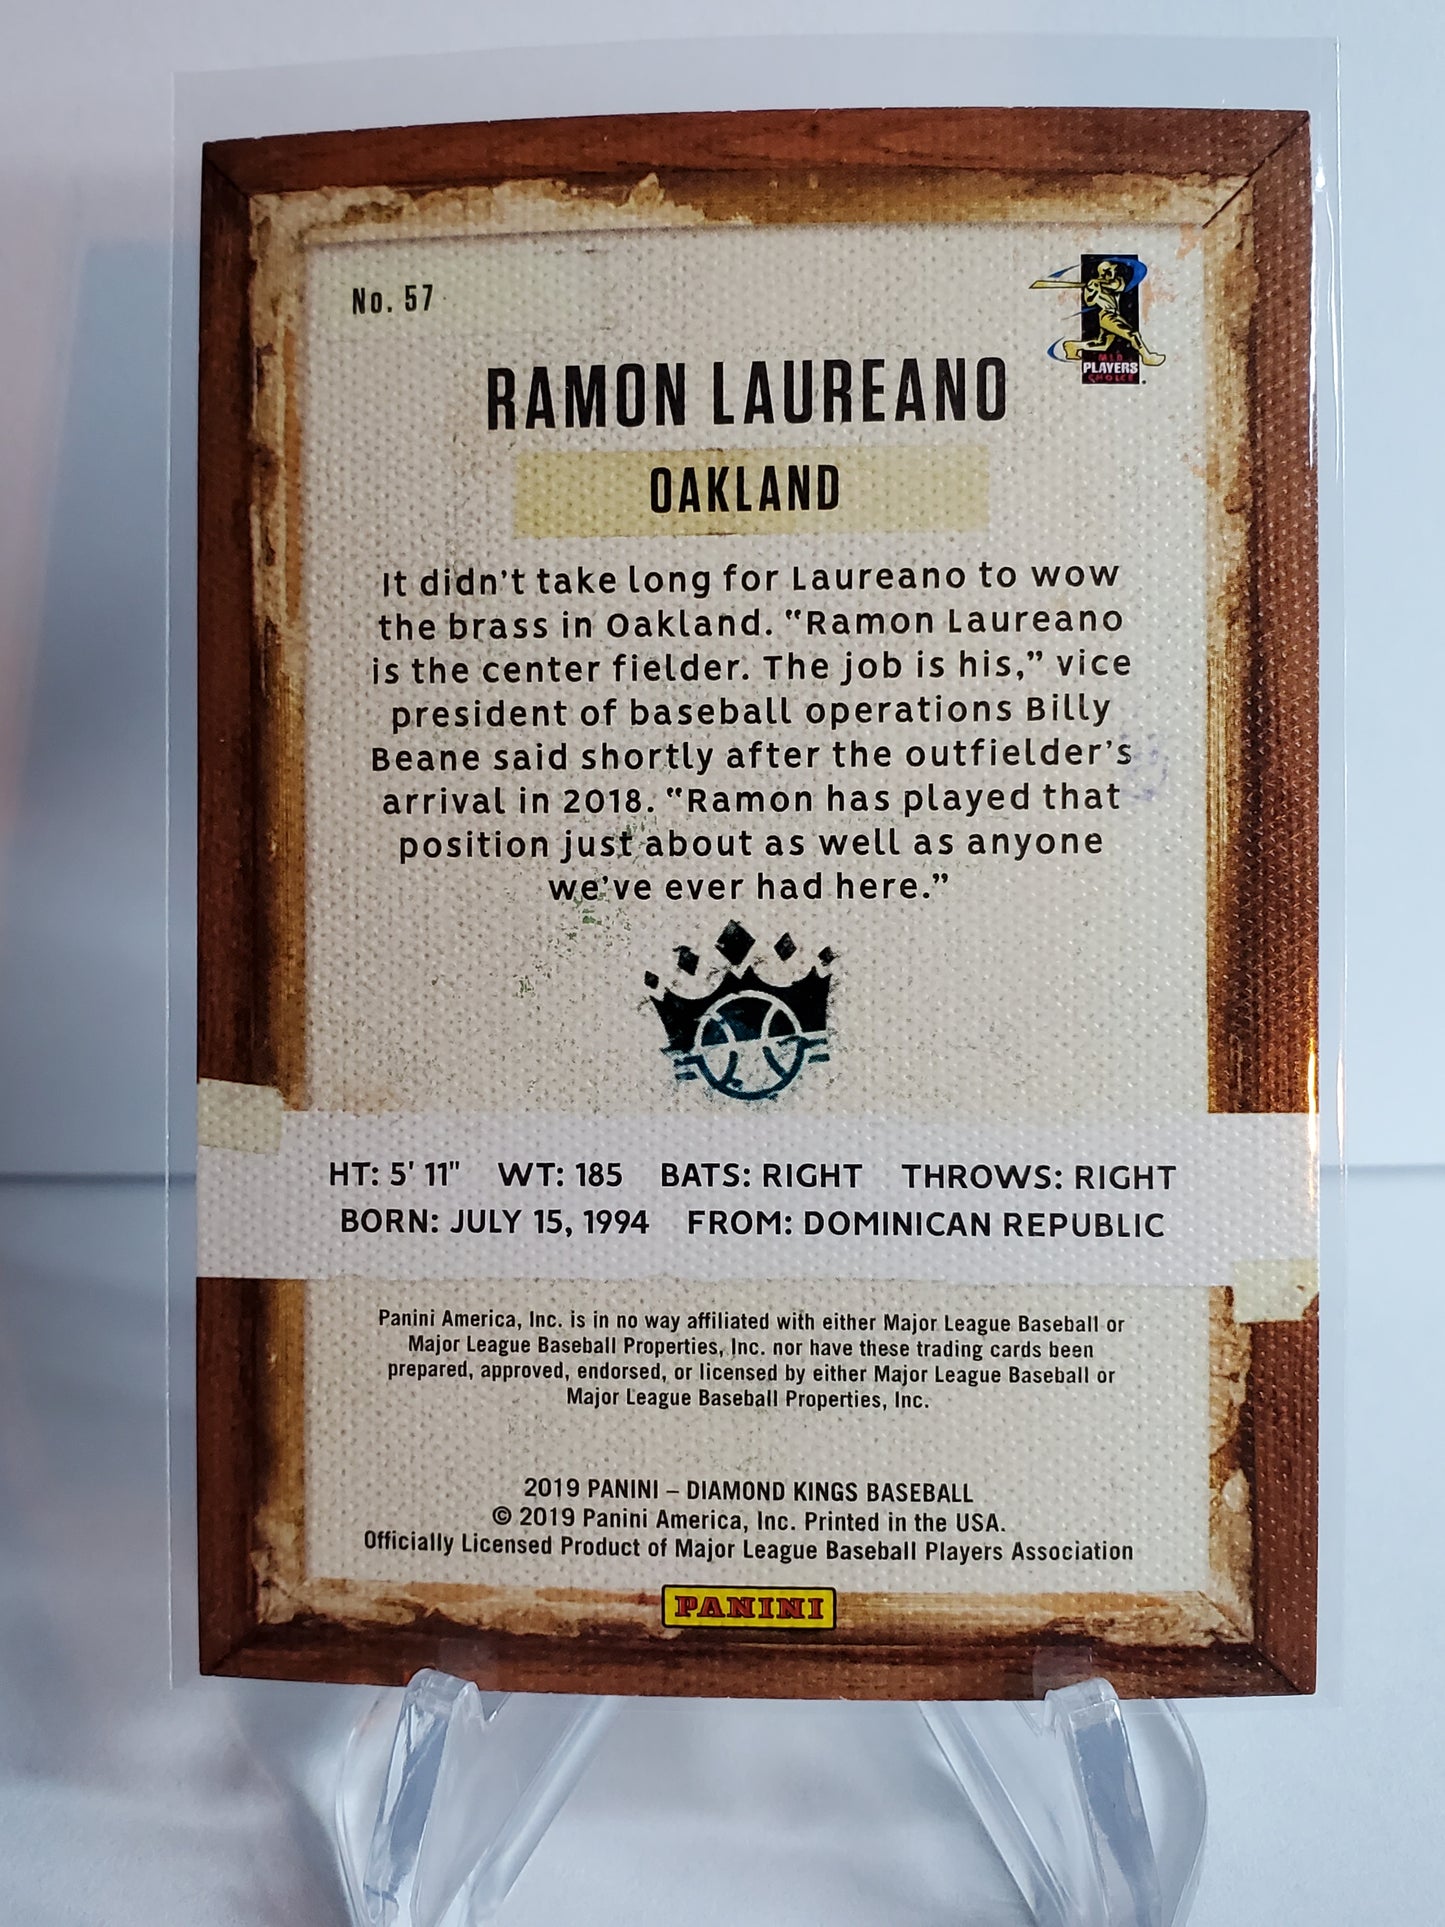 No. 57
MLB
PLAYERS
CHOICE
RAMON LAUREANO
OAKLAND
It didn't take long for Laureano to wow
the brass in Oakland. "Ramon Laureano
is the center fielder. The job is his," vice
president of baseball operations Billy
Beane said shortly after the outfielder's
arrival in 2018. "Ramon has played that
position just about as well as anyone
we've ever had here."
HT: 5' 11" WT: 185 BATS: RIGHT THROWS: RIGHT
BORN: JULY 15, 1994 FROM: DOMINICAN REPUBLIC
Panini America, Inc. is in no way affiliated with either Major League Baseball or
Major League Baseball Properties, Inc. nor have these trading cards been
prepared, approved, endorsed, or licensed by either Major League Baseball or
Major League Baseball Properties, Inc.
2019 PANINI – DIAMOND KINGS BASEBALL
© 2019 Panini America, Inc. Printed in the USA.
Officially Licensed Product of Major League Baseball Players Association
PANINI